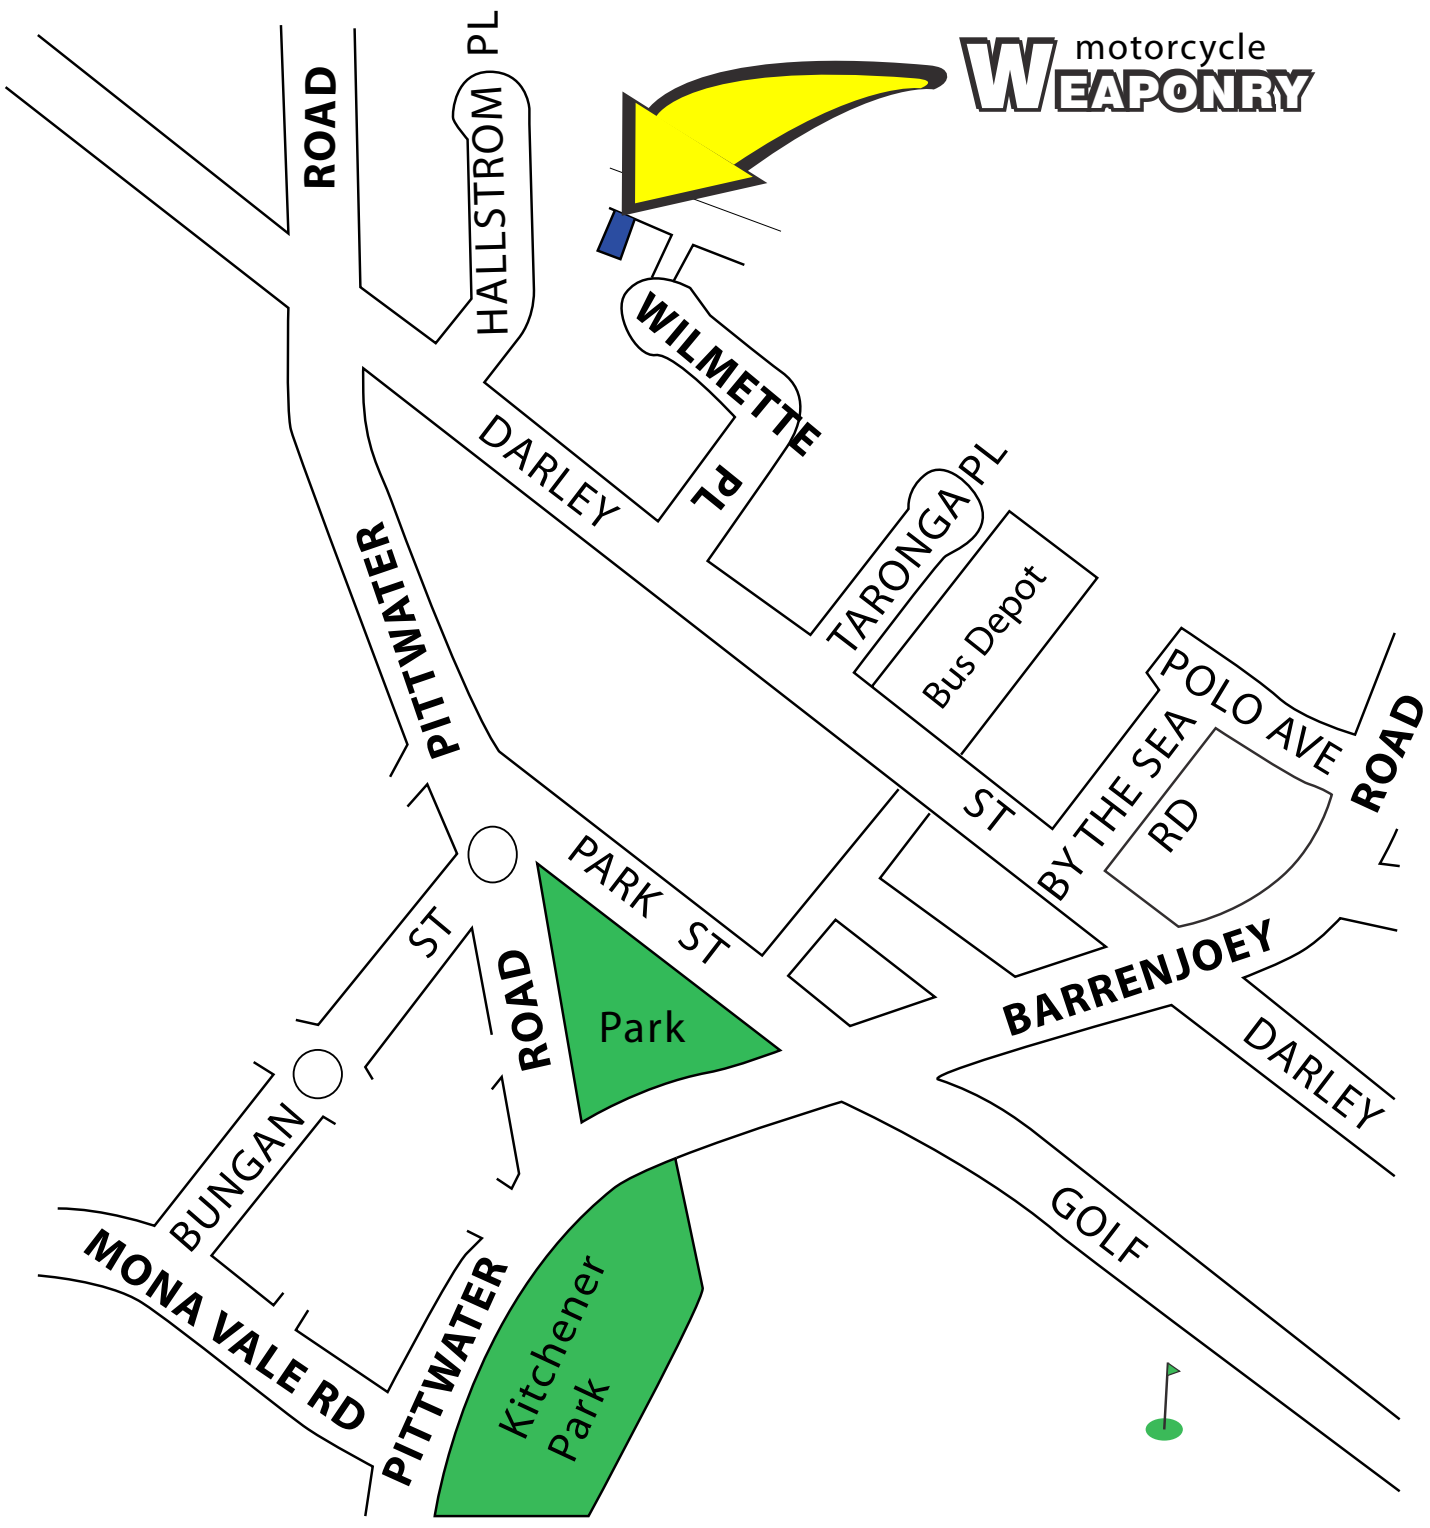 motorcycle
WEAPONRY
ROAD
HALLSTROM PL
WILMETTE
PL
DARLEY
ST
TARONGA PL
Bus Depot
POLO AVE
BY THE SEA
RD
ROAD
PITTWATER
PARK ST
ST
ROAD
Park
BARRENJOEY
DARLEY
BUNGAN
GOLF
MONA VALE RD
PITTWATER
Kitchener
Park